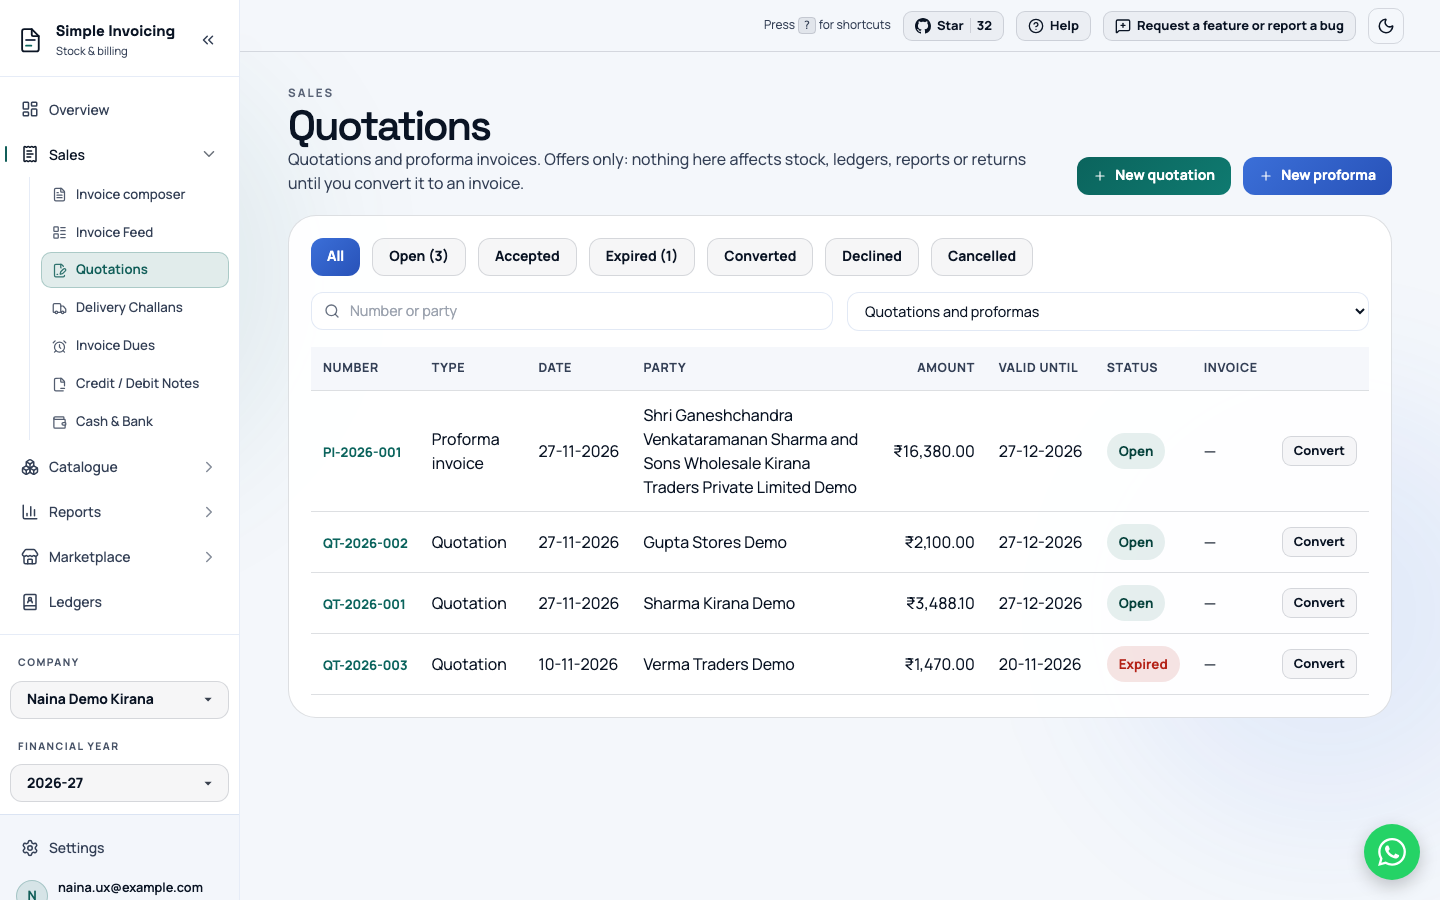 Simple Invoicing
Stock & billing
Press ? for shortcuts
Star 32
Help
Request a feature or report a bug
Overview
Sales
Invoice composer
Invoice Feed
Quotations
Delivery Challans
Invoice Dues
Credit / Debit Notes
Cash & Bank
Catalogue
Reports
Marketplace
Ledgers
COMPANY
Naina Demo Kirana
FINANCIAL YEAR
2026-27
Settings
N
naina.ux@example.com
SALES
Quotations
Quotations and proforma invoices. Offers only: nothing here affects stock, ledgers, reports or returns
until you convert it to an invoice.
+ New quotation
+ New proforma
All
Open (3)
Accepted
Expired (1)
Converted
Declined
Cancelled
Number or party
Quotations and proformas
NUMBER TYPE DATE PARTY AMOUNT VALID UNTIL STATUS INVOICE
PI-2026-001 Proforma invoice 27-11-2026 Shri Ganeshchandra
Venkataramanan Sharma and
Sons Wholesale Kirana
Traders Private Limited Demo ₹16,380.00 27-12-2026 Open — Convert
QT-2026-002 Quotation 27-11-2026 Gupta Stores Demo ₹2,100.00 27-12-2026 Open — Convert
QT-2026-001 Quotation 27-11-2026 Sharma Kirana Demo ₹3,488.10 27-12-2026 Open — Convert
QT-2026-003 Quotation 10-11-2026 Verma Traders Demo ₹1,470.00 20-11-2026 Expired — Convert